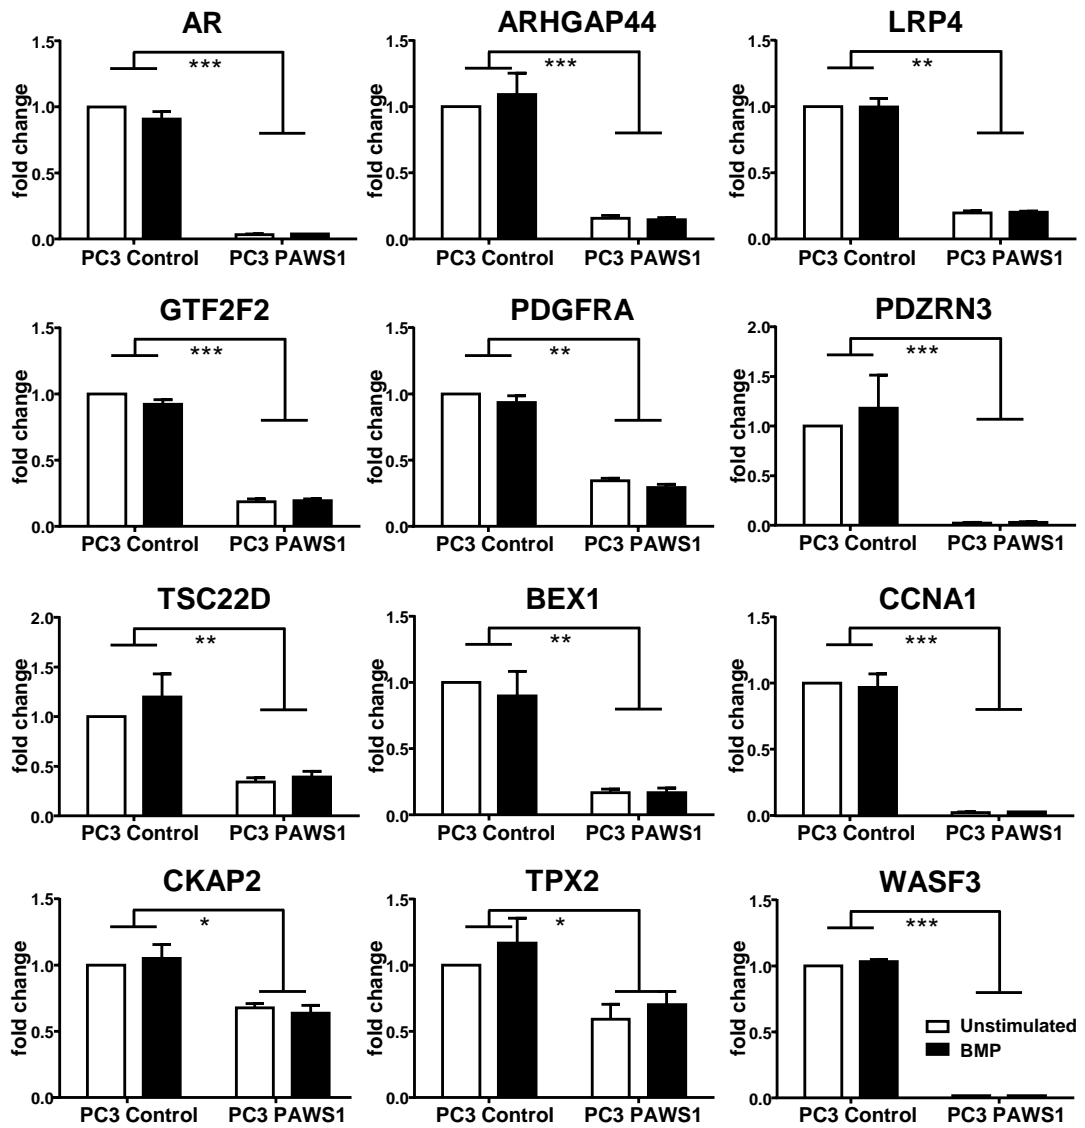 AR
1.5
***
1.0
fold change
0.5
0.0
PC3 Control PC3 PAWS1
ARHGAP44
1.5
***
1.0
fold change
0.5
0.0
PC3 Control PC3 PAWS1
LRP4
1.5
**
1.0
fold change
0.5
0.0
PC3 Control PC3 PAWS1
GTF2F2
1.5
***
1.0
fold change
0.5
0.0
PC3 Control PC3 PAWS1
PDGFRA
1.5
**
1.0
fold change
0.5
0.0
PC3 Control PC3 PAWS1
PDZRN3
2.0
***
1.5
fold change
1.0
0.5
0.0
PC3 Control PC3 PAWS1
TSC22D
2.0
**
1.5
fold change
1.0
0.5
0.0
PC3 Control PC3 PAWS1
BEX1
1.5
**
1.0
fold change
0.5
0.0
PC3 Control PC3 PAWS1
CCNA1
1.5
***
1.0
fold change
0.5
0.0
PC3 Control PC3 PAWS1
CKAP2
1.5
*
1.0
fold change
0.5
0.0
PC3 Control PC3 PAWS1
TPX2
1.5
*
1.0
fold change
0.5
0.0
PC3 Control PC3 PAWS1
WASF3
1.5
***
1.0
fold change
0.5
0.0
Unstimulated
BMP
PC3 Control PC3 PAWS1